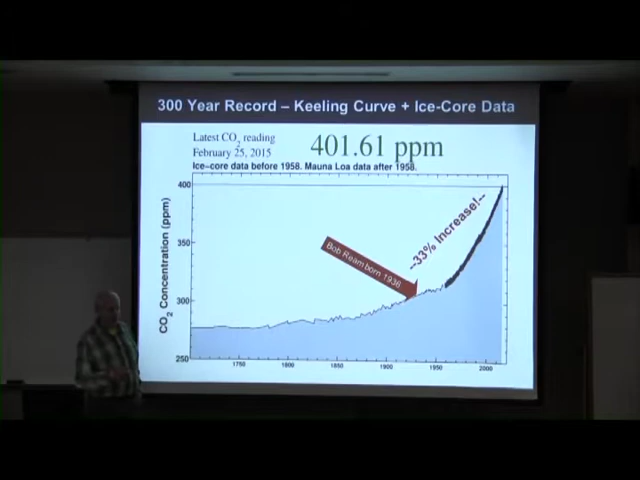 300 Year Record – Keeling Curve + Ice-Core Data
Latest CO2 reading
February 25, 2015
401.61 ppm
Ice–core data before 1958. Mauna Loa data after 1958.
CO2 Concentration (ppm)
400
350
300
250
--33% Increase!--
Bob Ream born 1936
1750
1800
1850
1900
1950
2000